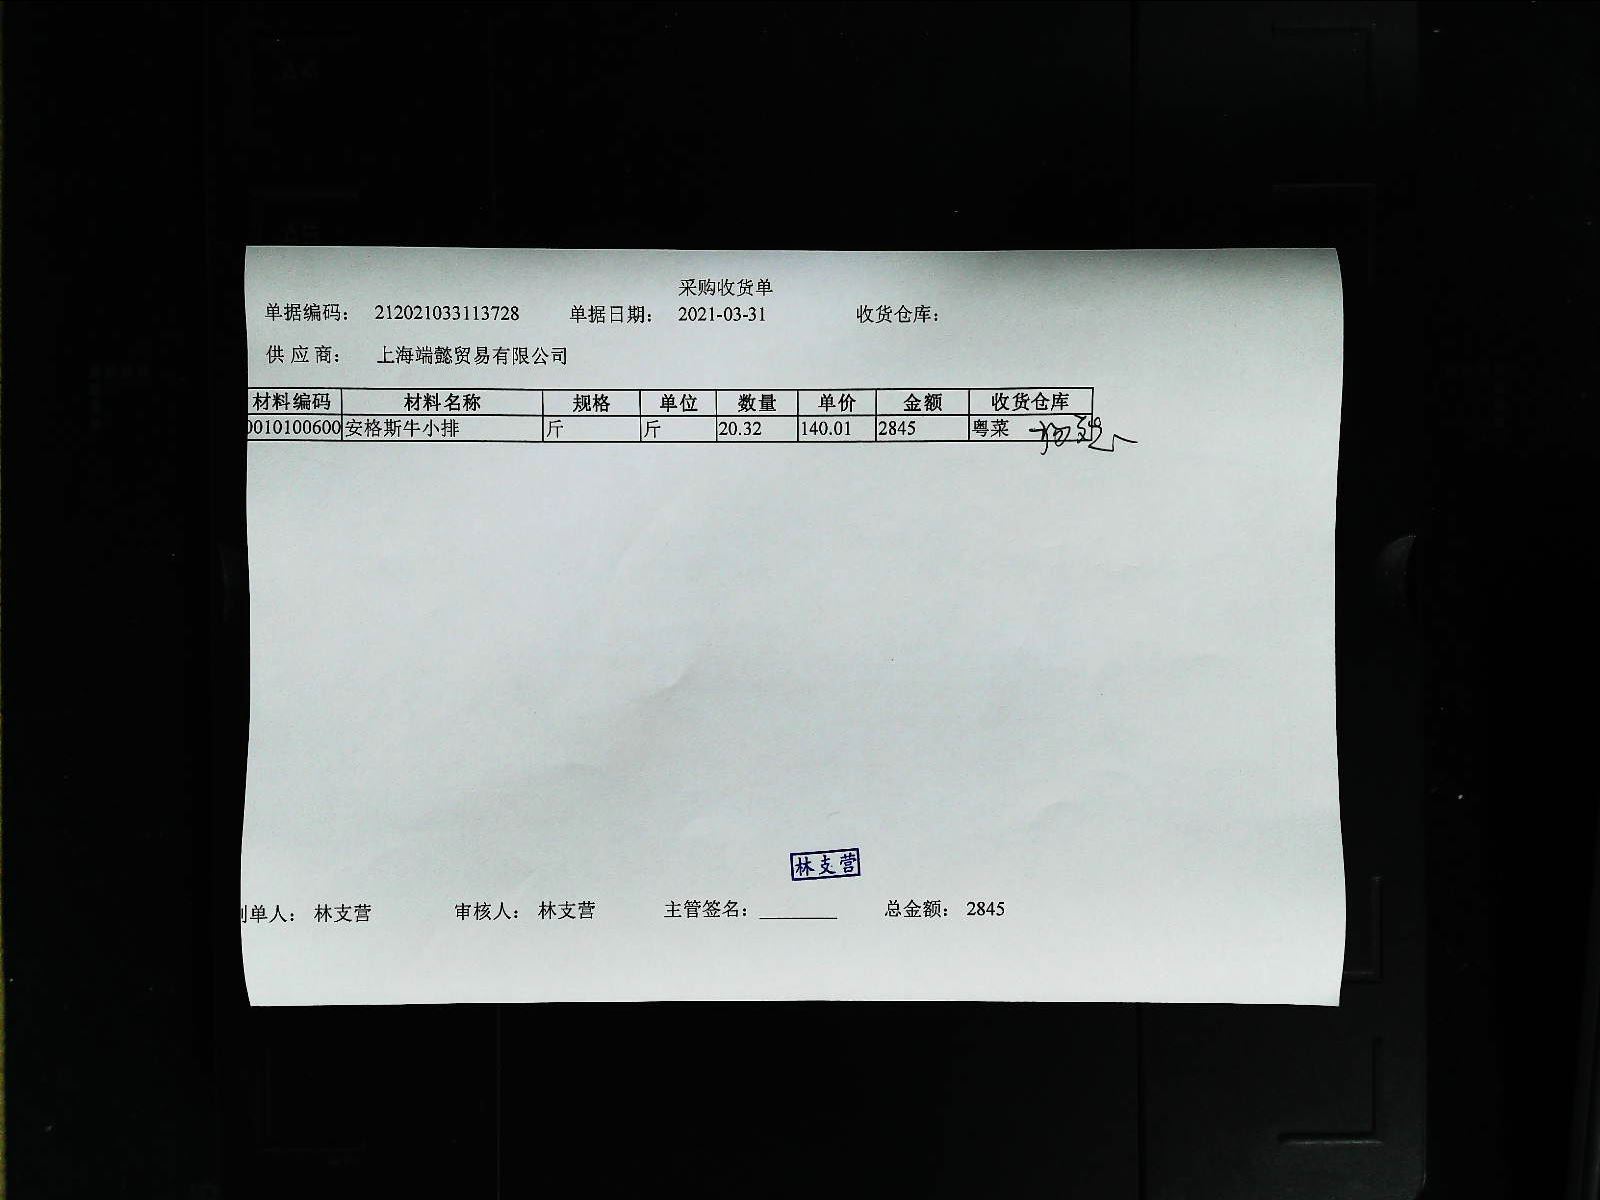 采购收货单
单据编码： 212021033113728 单据日期： 2021-03-31 收货仓库：
供 应 商： 上海端懿贸易有限公司
材料编码 材料名称 规格 单位 数量 单价 金额 收货仓库
0010100600 安格斯牛小排 斤 斤 20.32 140.01 2845 粤菜
林支营
制单人： 林支营 审核人： 林支营 主管签名：________ 总金额： 2845